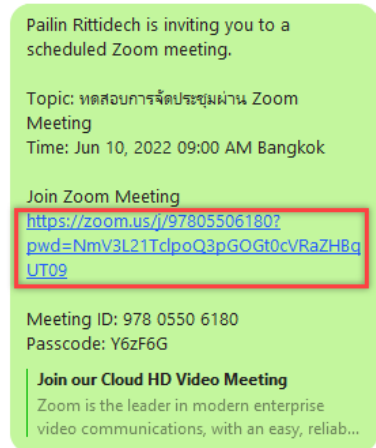 Pailin Rittidech is inviting you to a
scheduled Zoom meeting.
Topic: ทดสอบการจัดประชุมผ่าน Zoom
Meeting
Time: Jun 10, 2022 09:00 AM Bangkok
Join Zoom Meeting
https://zoom.us/j/97805506180?
pwd=NmV3L21TclpoQ3pGOGt0cVRaZHBq
UT09
Meeting ID: 978 0550 6180
Passcode: Y6zF6G
Join our Cloud HD Video Meeting
Zoom is the leader in modern enterprise
video communications, with an easy, reliab...